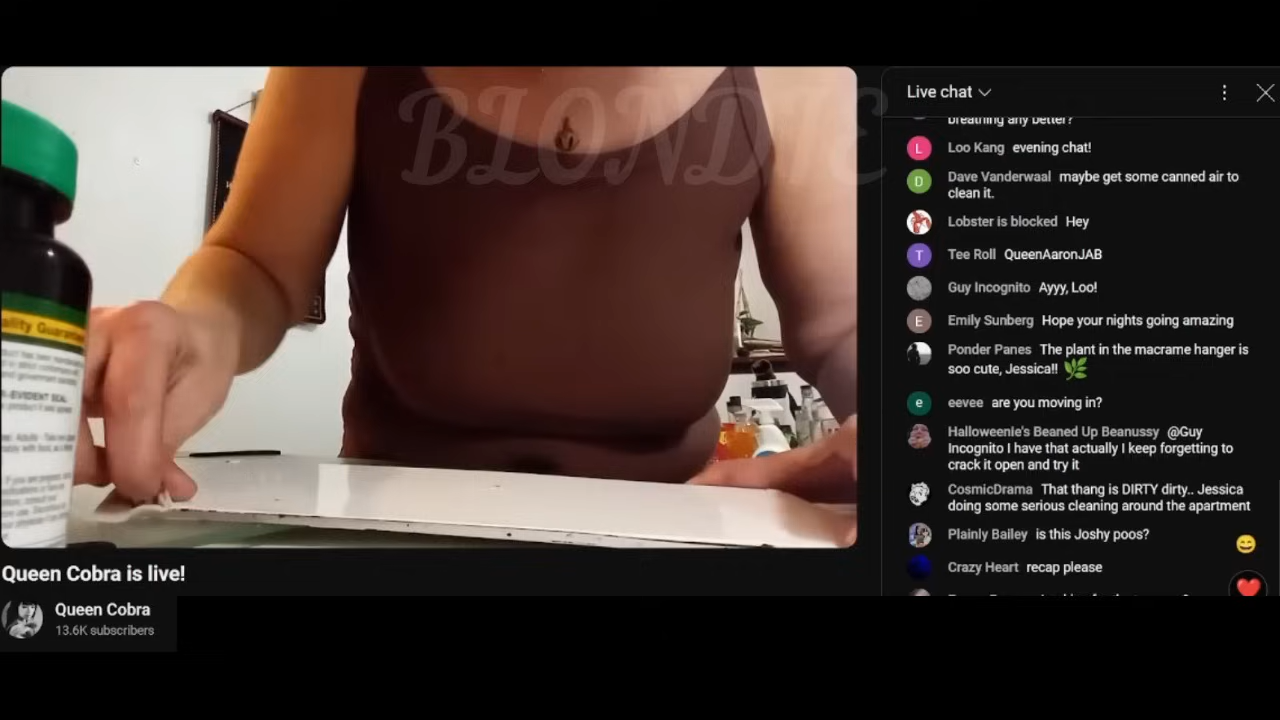 BLONDIE
ality Guaran
Queen Cobra is live!
Queen Cobra
13.6K subscribers
Live chat
breathing any better?
Loo Kang evening chat!
Dave Vanderwaal maybe get some canned air to
clean it.
Lobster is blocked Hey
Tee Roll QueenAaronJAB
Guy Incognito Ayyy, Loo!
Emily Sunberg Hope your nights going amazing
Ponder Panes The plant in the macrame hanger is
soo cute, Jessica!! 🌿
eevee are you moving in?
Halloweenie's Beaned Up Beanussy @Guy
Incognito I have that actually I keep forgetting to
crack it open and try it
CosmicDrama That thang is DIRTY dirty.. Jessica
doing some serious cleaning around the apartment
Plainly Bailey is this Joshy poos?
Crazy Heart recap please